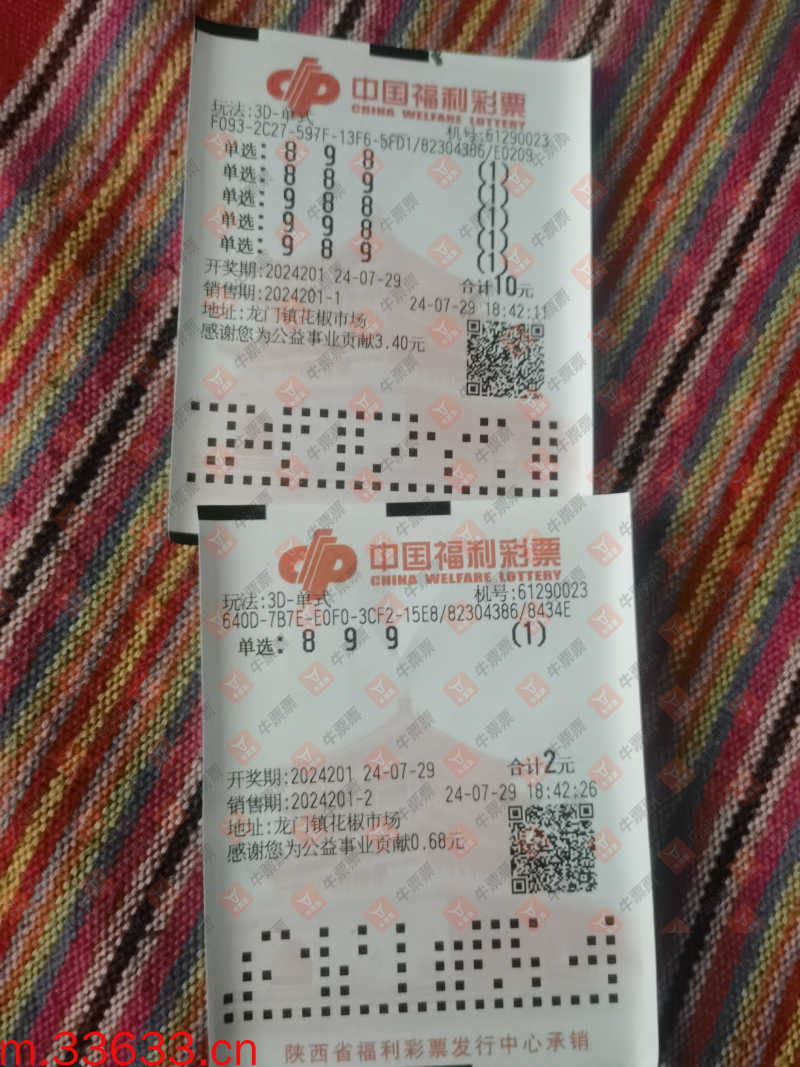 中国福利彩票
CHINA WELFARE LOTTERY
玩法:3D-单式 机号:61290023
F093-2C27-597F-13F6-5FD1/82304386/E0209
单选: 8 9 8 (1)
单选: 8 8 9 (1)
单选: 9 8 8 (1)
单选: 9 9 8 (1)
单选: 9 8 9 (1)
开奖期:2024201 24-07-29 合计10元
销售期:2024201-1 24-07-29 18:42:11
地址:龙门镇花椒市场
感谢您为公益事业贡献3.40元
中国福利彩票
CHINA WELFARE LOTTERY
玩法:3D-单式 机号:61290023
640D-7B7E-E0F0-3CF2-15E8/82304386/8434E
单选: 8 9 9 (1)
开奖期:2024201 24-07-29 合计2元
销售期:2024201-2 24-07-29 18:42:26
地址:龙门镇花椒市场
感谢您为公益事业贡献0.68元
陕西省福利彩票发行中心承销
m.33633.cn
牛票票